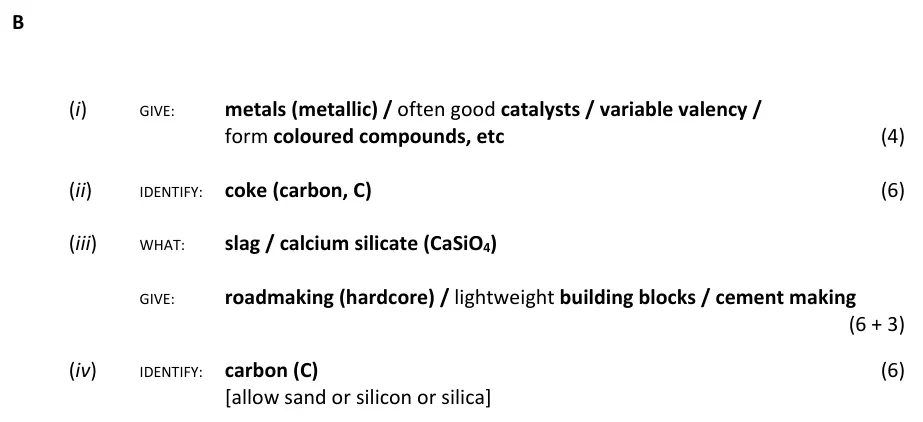 B
(i) GIVE: metals (metallic) / often good catalysts / variable valency /
form coloured compounds, etc (4)
(ii) IDENTIFY: coke (carbon, C) (6)
(iii) WHAT: slag / calcium silicate (CaSiO₄)
GIVE: roadmaking (hardcore) / lightweight building blocks / cement making
(6 + 3)
(iv) IDENTIFY: carbon (C) (6)
[allow sand or silicon or silica]